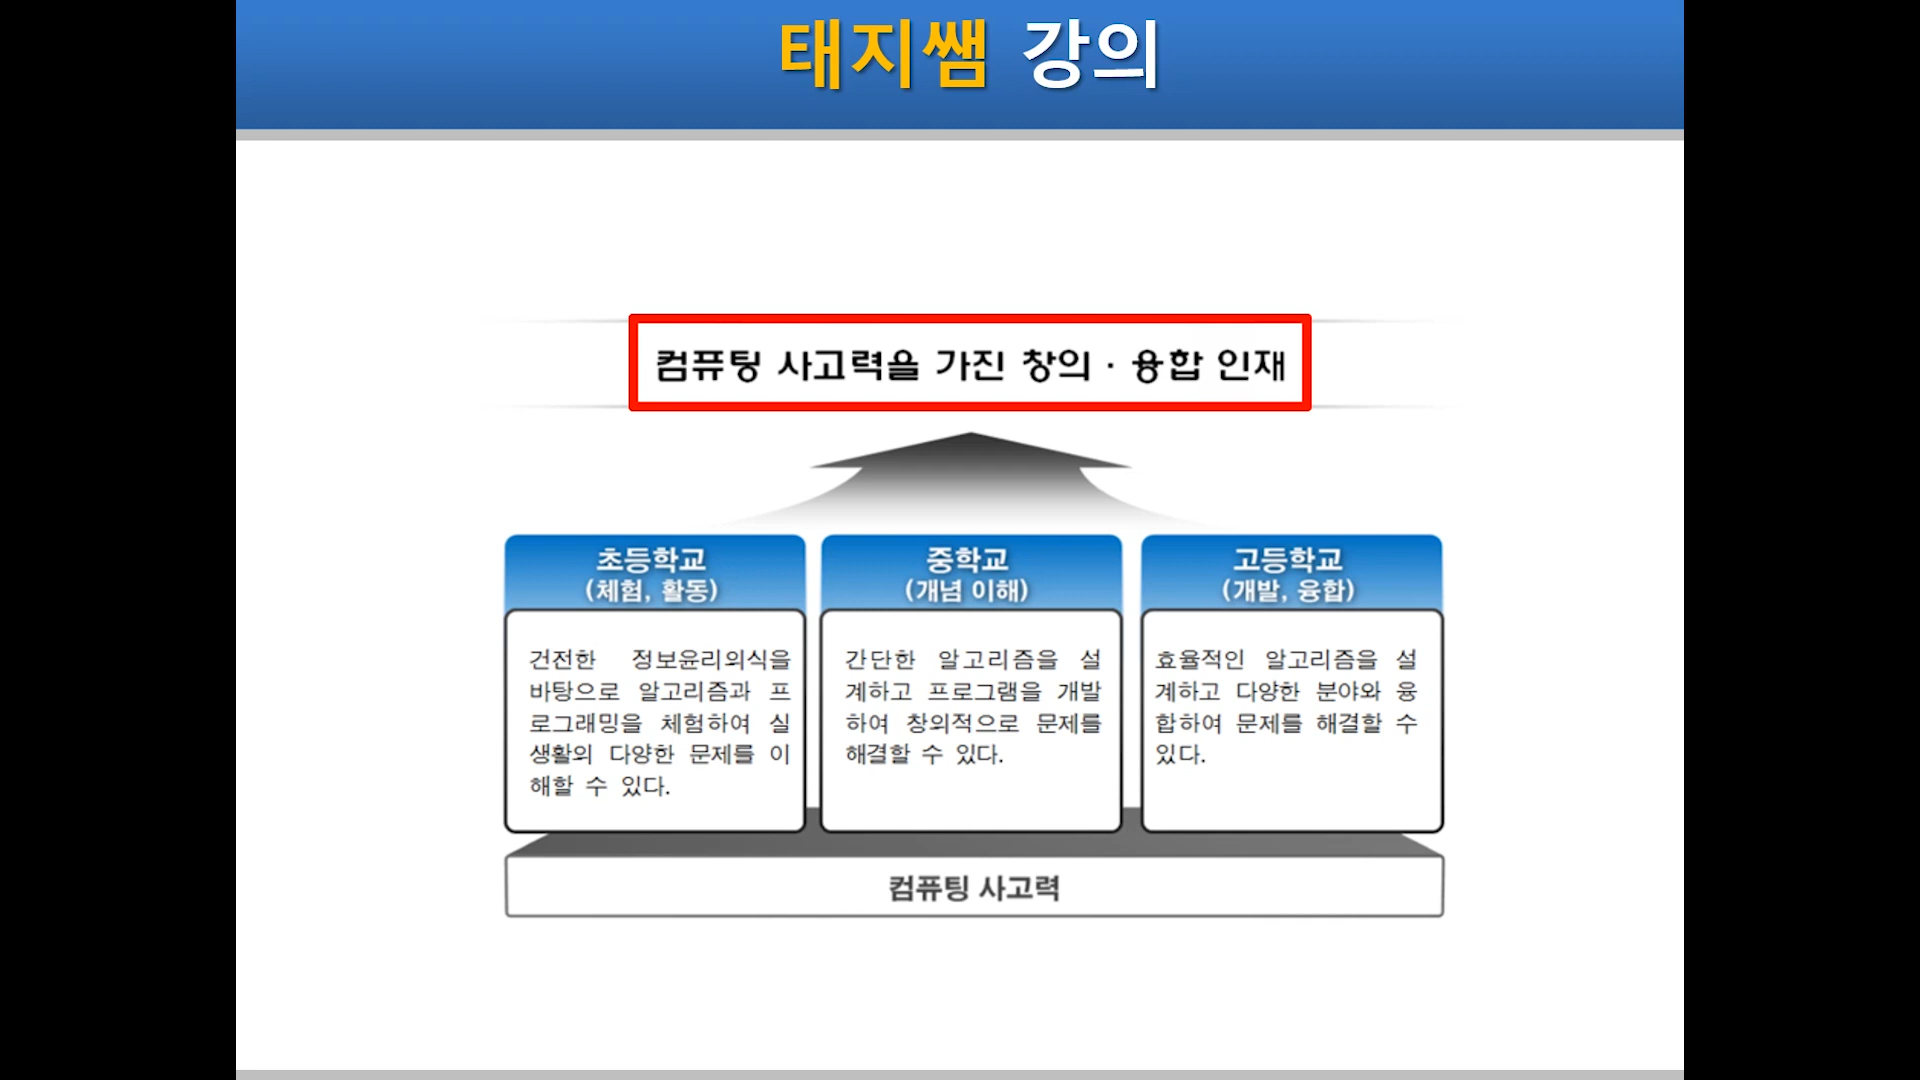 태지쌤 강의
컴퓨팅 사고력을 가진 창의 · 융합 인재
초등학교
(체험, 활동)
건전한 정보윤리의식을
바탕으로 알고리즘과 프
로그래밍을 체험하여 실
생활의 다양한 문제를 이
해할 수 있다.
중학교
(개념 이해)
간단한 알고리즘을 설
계하고 프로그램을 개발
하여 창의적으로 문제를
해결할 수 있다.
고등학교
(개발, 융합)
효율적인 알고리즘을 설
계하고 다양한 분야와 융
합하여 문제를 해결할 수
있다.
컴퓨팅 사고력